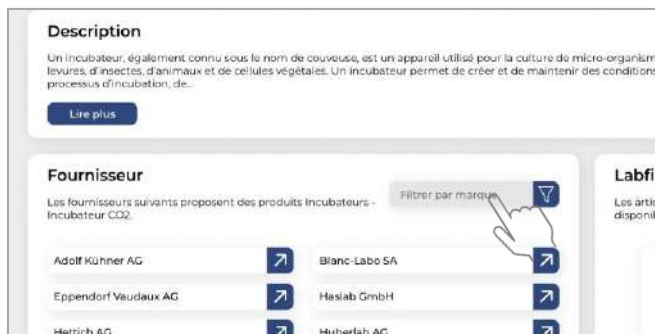 Description
Un incubateur, également connu sous le nom de couveuse, est un appareil utilisé pour la culture de micro-organism
levures, d'insectes, d'animaux et de cellules végétales. Un incubateur permet de créer et de maintenir des conditions
processus d'incubation, de...
Lire plus
Fournisseur
Les fournisseurs suivants proposent des produits Incubateurs -
Incubateur CO2.
Filtrer par marque
Adolf Kühner AG
Blanc-Labo SA
Eppendorf Vaudaux AG
Haslab GmbH
Hettich AG
Huberlab AG
Labfi
Les artic
disponil